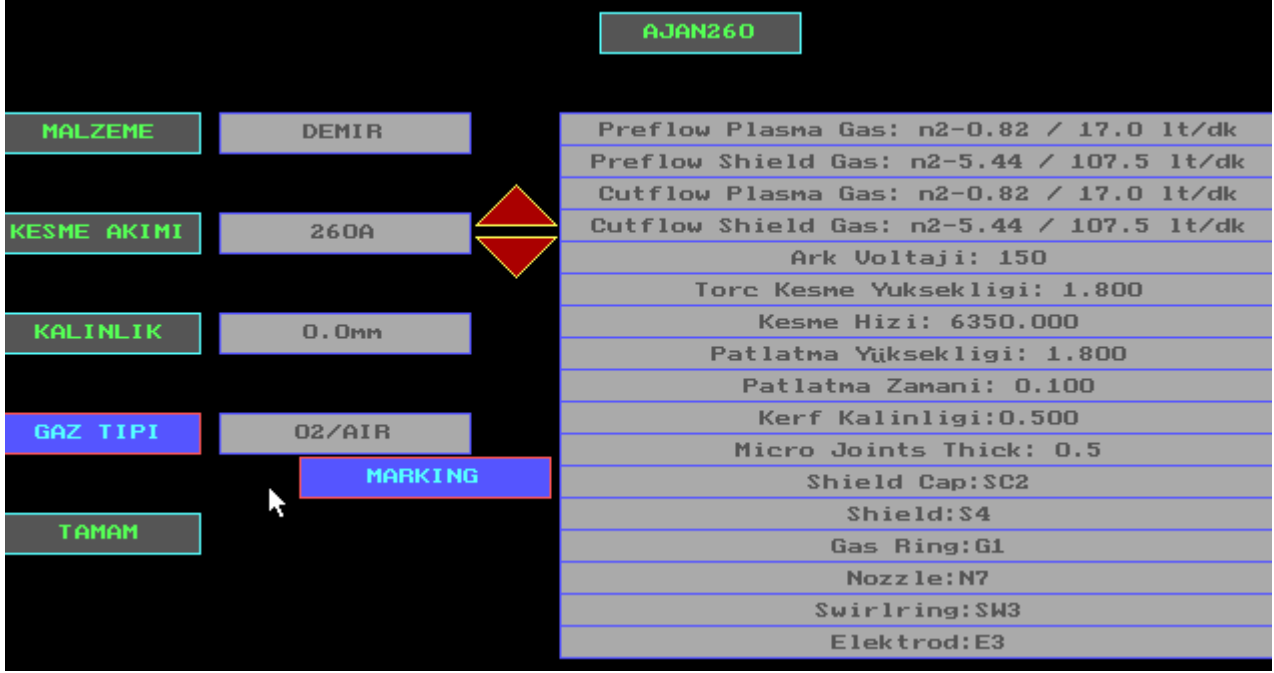 AJAN260
MALZEME
DEMIR
KESME AKIMI
260A
KALINLIK
0.0mm
GAZ TIPI
O2/AIR
MARKING
TAMAM
Preflow Plasma Gas: n2-0.82 / 17.0 lt/dk
Preflow Shield Gas: n2-5.44 / 107.5 lt/dk
Cutflow Plasma Gas: n2-0.82 / 17.0 lt/dk
Cutflow Shield Gas: n2-5.44 / 107.5 lt/dk
Ark Voltaji: 150
Torc Kesme Yuksekligi: 1.800
Kesme Hizi: 6350.000
Patlatma Yüksekligi: 1.800
Patlatma Zamani: 0.100
Kerf Kalinligi:0.500
Micro Joints Thick: 0.5
Shield Cap:SC2
Shield:S4
Gas Ring:G1
Nozzle:N7
Swirlring:SW3
Elektrod:E3